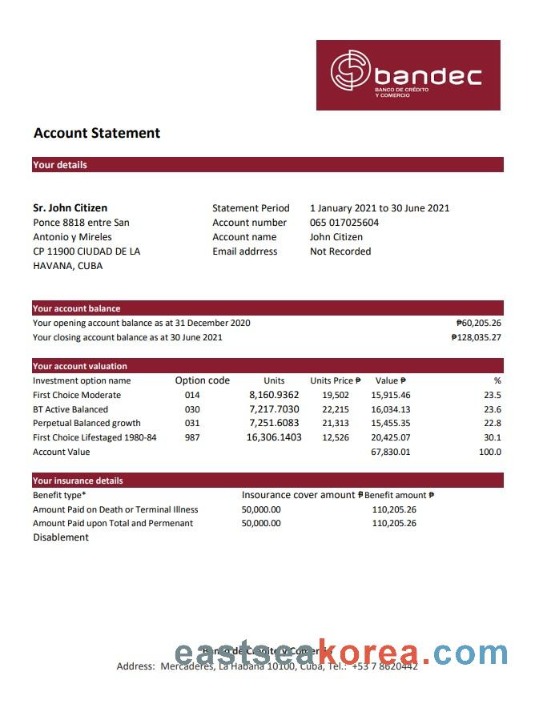 bandec
BANCO DE CRÉDITO
Y COMERCIO
Account Statement
Your details
Sr. John Citizen
Ponce 8818 entre San
Antonio y Mireles
CP 11900 CIUDAD DE LA
HAVANA, CUBA
Statement Period 1 January 2021 to 30 June 2021
Account number 065 017025604
Account name John Citizen
Email addrress Not Recorded
Your account balance
Your opening account balance as at 31 December 2020 ₱60,205.26
Your closing account balance as at 30 June 2021 ₱128,035.27
Your account valuation
Investment option name Option code Units Units Price ₱ Value ₱ %
First Choice Moderate 014 8,160.9362 19,502 15,915.46 23.5
BT Active Balanced 030 7,217.7030 22,215 16,034.13 23.6
Perpetual Balanced growth 031 7,251.6083 21,313 15,455.35 22.8
First Choice Lifestaged 1980-84 987 16,306.1403 12,526 20,425.07 30.1
Account Value 67,830.01 100.0
Your insurance details
Benefit type* Insourance cover amount ₱ Benefit amount ₱
Amount Paid on Death or Terminal Illness 50,000.00 110,205.26
Amount Paid upon Total and Permenant 50,000.00 110,205.26
Disablement
Banco de Crédito y Comercio
eastseakorea.com
Address: Mercaderes, La Habana 10100, Cuba, Tel.: +53 7 8620442